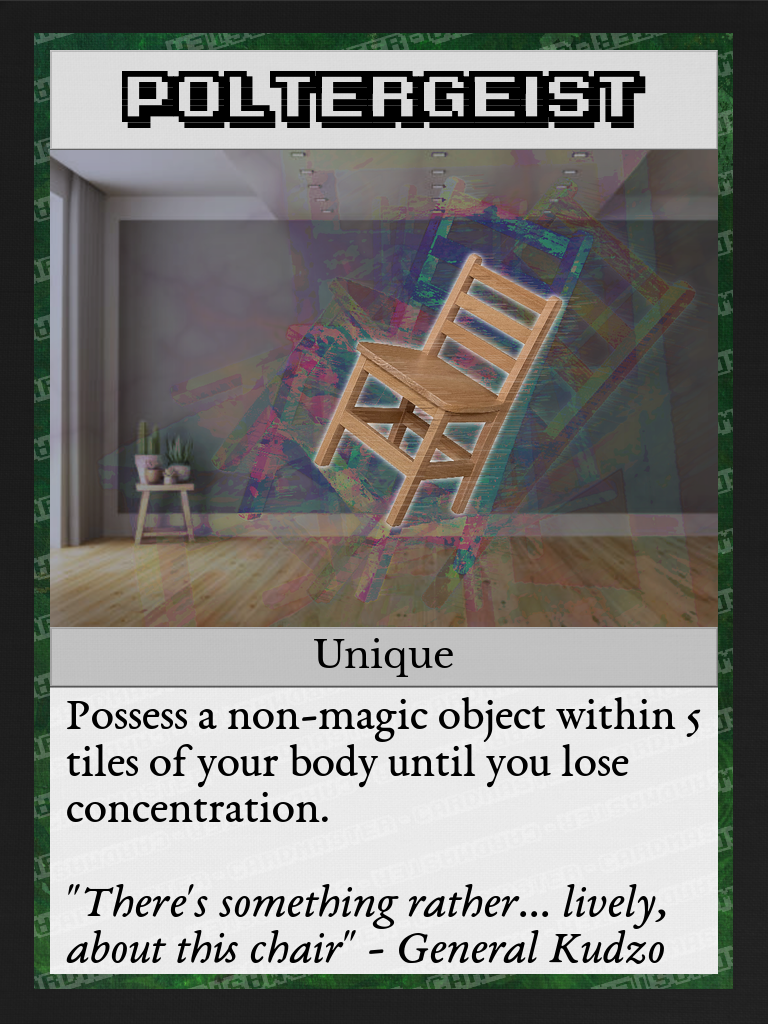 POLTERGEIST
Unique
Possess a non-magic object within 5
tiles of your body until you lose
concentration.
"There's something rather... lively,
about this chair" - General Kudzo